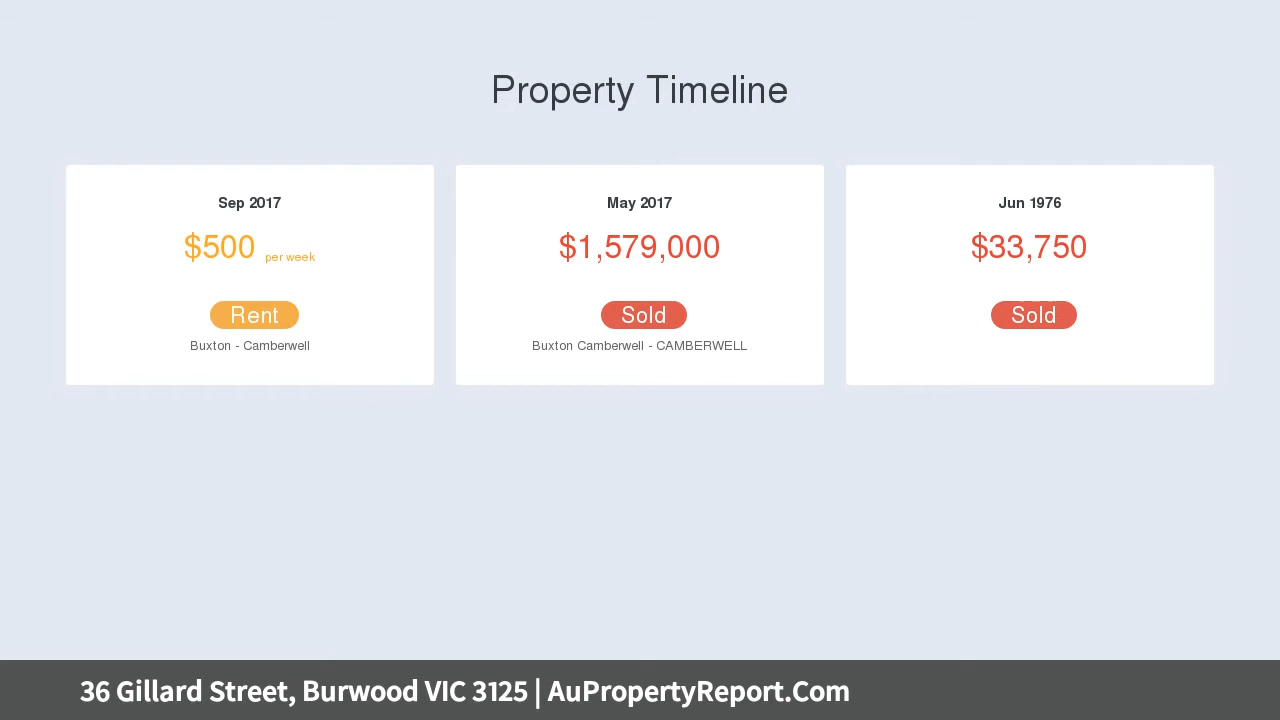 Property Timeline
Sep 2017
$500 per week
Rent
Buxton - Camberwell
May 2017
$1,579,000
Sold
Buxton Camberwell - CAMBERWELL
Jun 1976
$33,750
Sold
36 Gillard Street, Burwood VIC 3125 | AuPropertyReport.Com